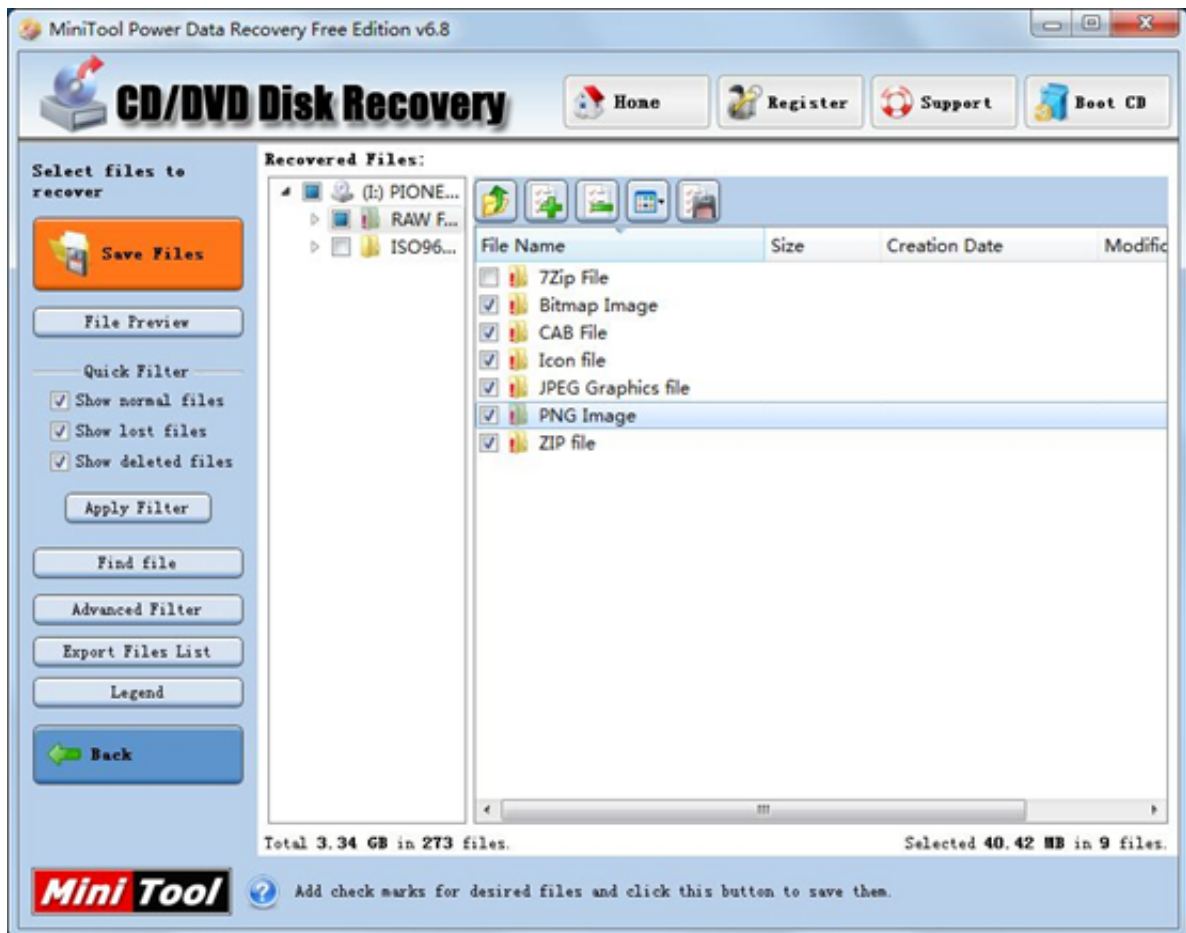 MiniTool Power Data Recovery Free Edition v6.8
CD/DVD Disk Recovery
Home
Register
Support
Boot CD
Select files to
recover
Save Files
File Preview
Quick Filter
Show normal files
Show lost files
Show deleted files
Apply Filter
Find file
Advanced Filter
Export Files List
Legend
Back
Recovered Files:
(I:) PIONE...
RAW F...
ISO96...
File Name Size Creation Date Modific
7Zip File
Bitmap Image
CAB File
Icon file
JPEG Graphics file
PNG Image
ZIP file
Total 3.34 GB in 273 files.
Selected 40.42 MB in 9 files.
Mini Tool
Add check marks for desired files and click this button to save them.